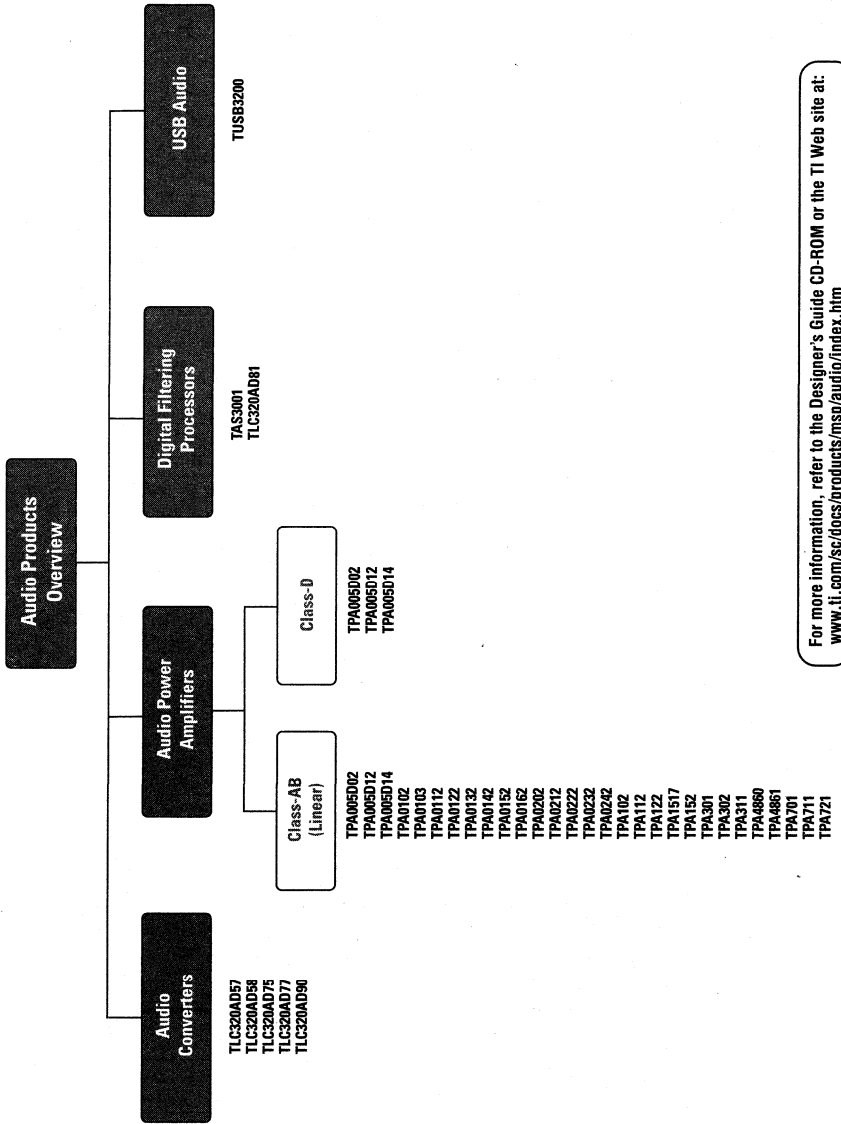 Audio Products
Overview
Audio
Converters
TLC320AD57
TLC320AD58
TLC320AD75
TLC320AD77
TLC320AD90
Audio Power
Amplifiers
Class-AB
(Linear)
TPA005D02
TPA005D12
TPA005D14
TPA0102
TPA0103
TPA0112
TPA0122
TPA0132
TPA0142
TPA0152
TPA0162
TPA0202
TPA0212
TPA0222
TPA0232
TPA0242
TPA102
TPA112
TPA122
TPA1517
TPA152
TPA301
TPA302
TPA311
TPA4860
TPA4861
TPA701
TPA711
TPA721
Class-D
TPA005D02
TPA005D12
TPA005D14
Digital Filtering
Processors
TAS3001
TLC320AD81
USB Audio
TUSB3200
For more information, refer to the Designer's Guide CD-ROM or the TI Web site at:
www.ti.com/sc/docs/products/msp/audio/index.htm